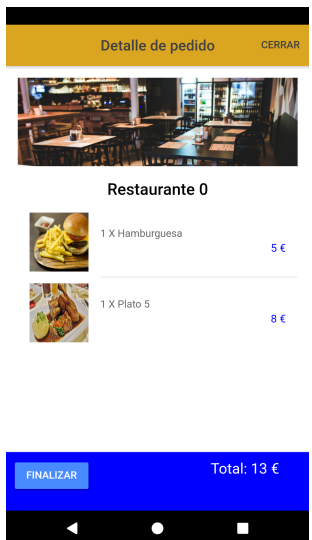 Detalle de pedido
CERRAR
Restaurante 0
1 X Hamburguesa
5 €
1 X Plato 5
8 €
FINALIZAR
Total: 13 €